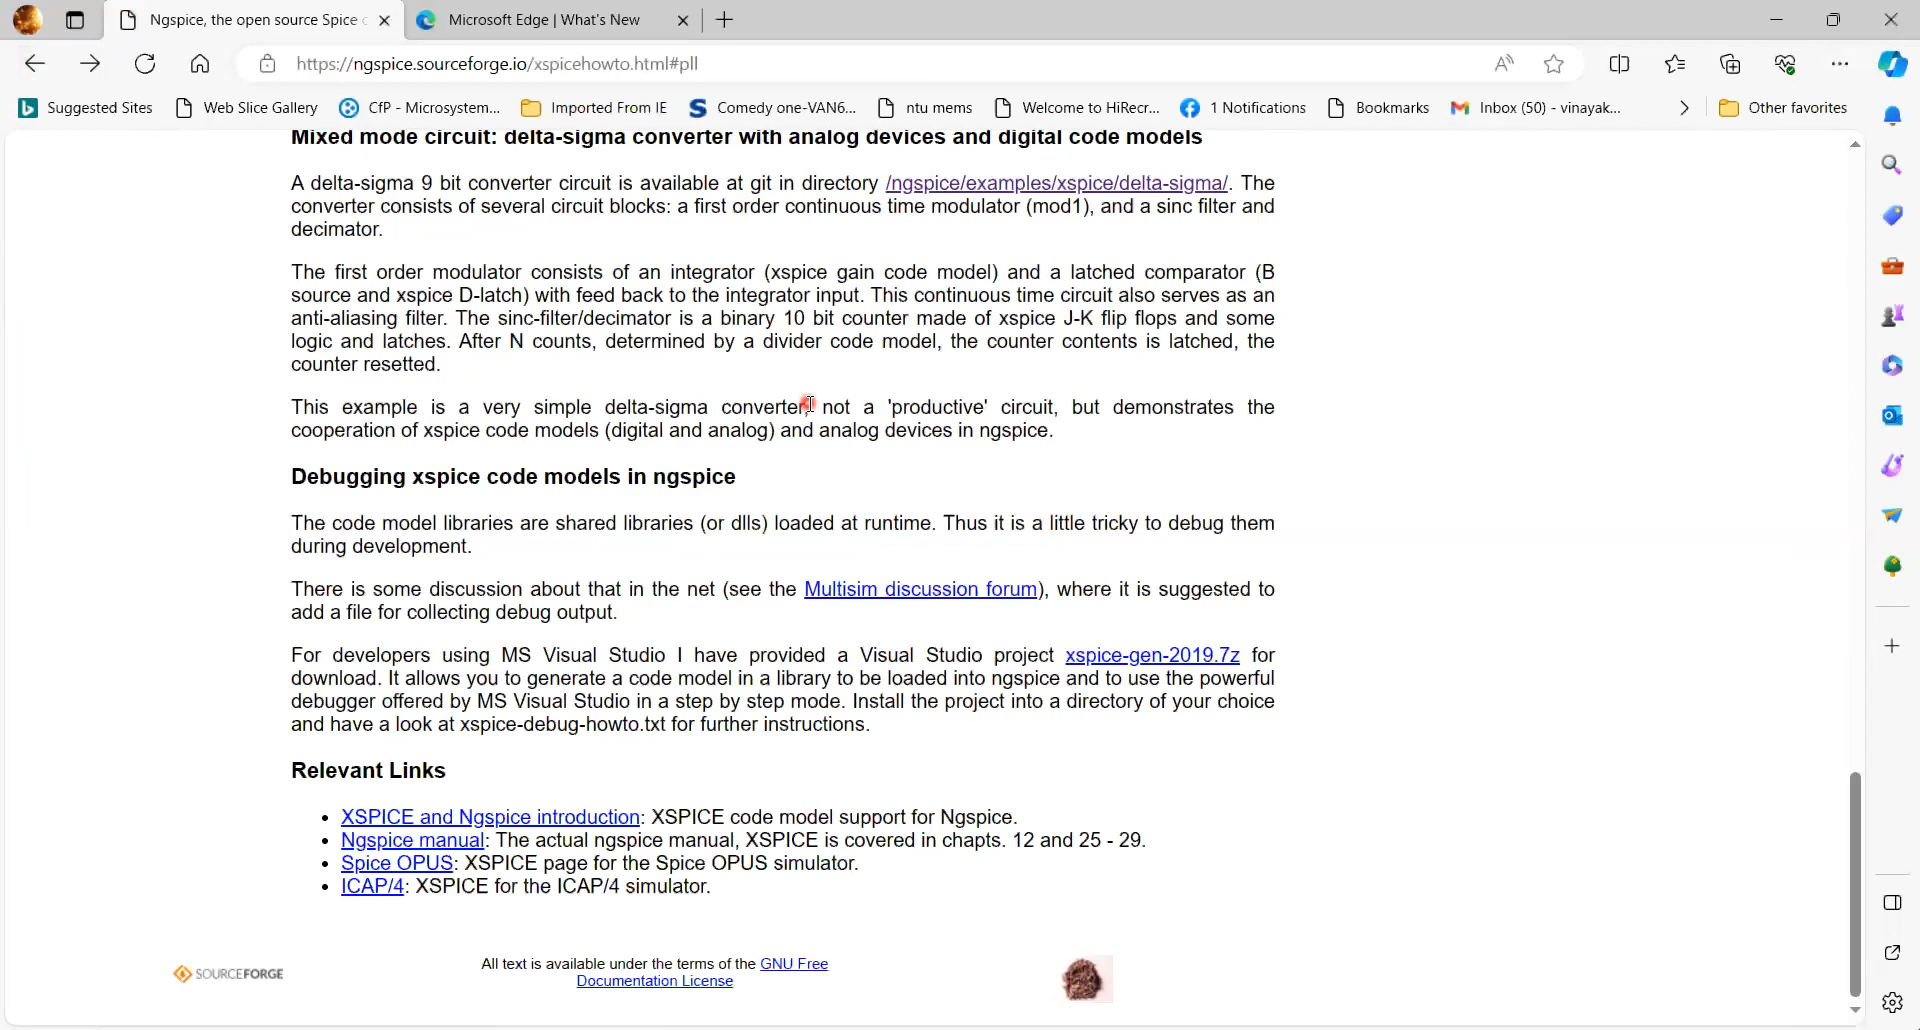 Ngspice, the open source Spice c
Microsoft Edge | What's New
https://ngspice.sourceforge.io/xspicehowto.html#pll
Suggested Sites
Web Slice Gallery
CfP - Microsystem...
Imported From IE
Comedy one-VAN6...
ntu mems
Welcome to HiRecr...
1 Notifications
Bookmarks
Inbox (50) - vinayak...
Other favorites
Mixed mode circuit: delta-sigma converter with analog devices and digital code models
A delta-sigma 9 bit converter circuit is available at git in directory /ngspice/examples/xspice/delta-sigma/. The
converter consists of several circuit blocks: a first order continuous time modulator (mod1), and a sinc filter and
decimator.
The first order modulator consists of an integrator (xspice gain code model) and a latched comparator (B
source and xspice D-latch) with feed back to the integrator input. This continuous time circuit also serves as an
anti-aliasing filter. The sinc-filter/decimator is a binary 10 bit counter made of xspice J-K flip flops and some
logic and latches. After N counts, determined by a divider code model, the counter contents is latched, the
counter resetted.
This example is a very simple delta-sigma converter, not a 'productive' circuit, but demonstrates the
cooperation of xspice code models (digital and analog) and analog devices in ngspice.
Debugging xspice code models in ngspice
The code model libraries are shared libraries (or dlls) loaded at runtime. Thus it is a little tricky to debug them
during development.
There is some discussion about that in the net (see the Multisim discussion forum), where it is suggested to
add a file for collecting debug output.
For developers using MS Visual Studio I have provided a Visual Studio project xspice-gen-2019.7z for
download. It allows you to generate a code model in a library to be loaded into ngspice and to use the powerful
debugger offered by MS Visual Studio in a step by step mode. Install the project into a directory of your choice
and have a look at xspice-debug-howto.txt for further instructions.
Relevant Links
• XSPICE and Ngspice introduction: XSPICE code model support for Ngspice.
• Ngspice manual: The actual ngspice manual, XSPICE is covered in chapts. 12 and 25 - 29.
• Spice OPUS: XSPICE page for the Spice OPUS simulator.
• ICAP/4: XSPICE for the ICAP/4 simulator.
SOURCEFORGE
All text is available under the terms of the GNU Free
Documentation License